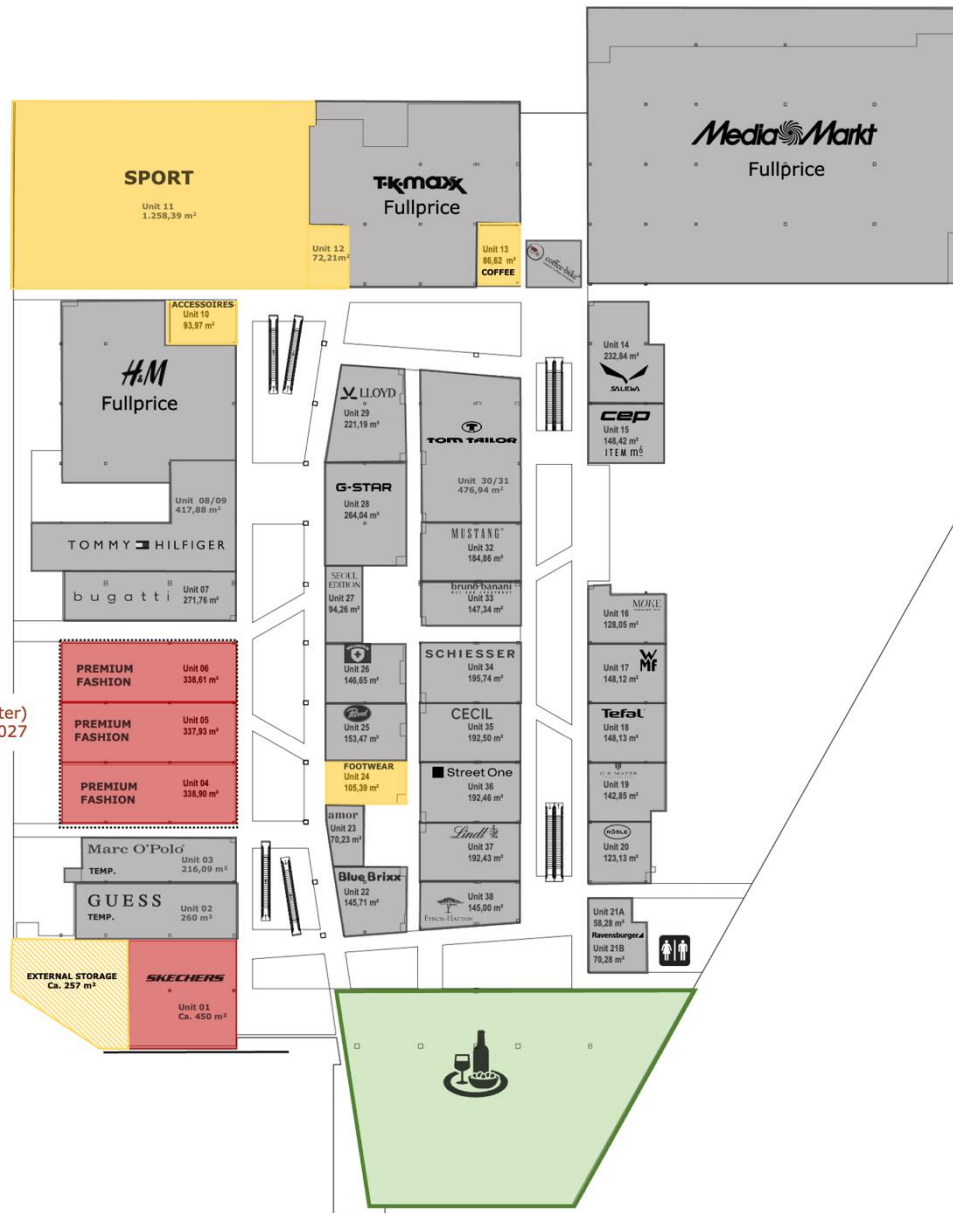 MediaMarkt
Fullprice
SPORT
Unit 11
1.258,39 m²
T·K·maxx
Fullprice
Unit 12
72,21m²
Unit 13
86,62 m²
COFFEE
coffee-bike
ACCESSOIRES
Unit 10
93,97 m²
H&M
Fullprice
Unit 14
232,84 m²
SALEWA
LLOYD
Unit 29
221,19 m²
TOM TAILOR
Unit 30/31
476,94 m²
cep
Unit 15
148,42 m²
ITEM m6
G-STAR
Unit 28
264,04 m²
Unit 08/09
417,88 m²
TOMMY HILFIGER
MUSTANG
Unit 32
184,86 m²
bugatti
Unit 07
271,76 m²
SEOUL
EDITION
Unit 27
94,26 m²
bruno banani
NOT FOR EVERYBODY
Unit 33
147,34 m²
MOKE
Unit 16
128,05 m²
PREMIUM
FASHION
Unit 06
338,61 m²
Unit 26
146,65 m²
SCHIESSER
Unit 34
195,74 m²
WMF
Unit 17
148,12 m²
ter)
027
PREMIUM
FASHION
Unit 05
337,93 m²
Unit 25
153,47 m²
CECIL
Unit 35
192,50 m²
Tefal
Unit 18
148,13 m²
PREMIUM
FASHION
Unit 04
338,90 m²
FOOTWEAR
Unit 24
105,39 m²
Street One
Unit 36
192,46 m²
Unit 19
142,85 m²
Marc O'Polo
TEMP.
Unit 03
216,09 m²
amor
Unit 23
70,23 m²
Lindt
Unit 37
192,43 m²
RÖSLE
Unit 20
123,13 m²
GUESS
TEMP.
Unit 02
260 m²
BlueBrixx
Unit 22
145,71 m²
Unit 38
145,00 m²
FINCH-HATTON
Unit 21A
58,28 m²
Ravensburger
Unit 21B
70,28 m²
EXTERNAL STORAGE
Ca. 257 m²
SKECHERS
Unit 01
Ca. 450 m²